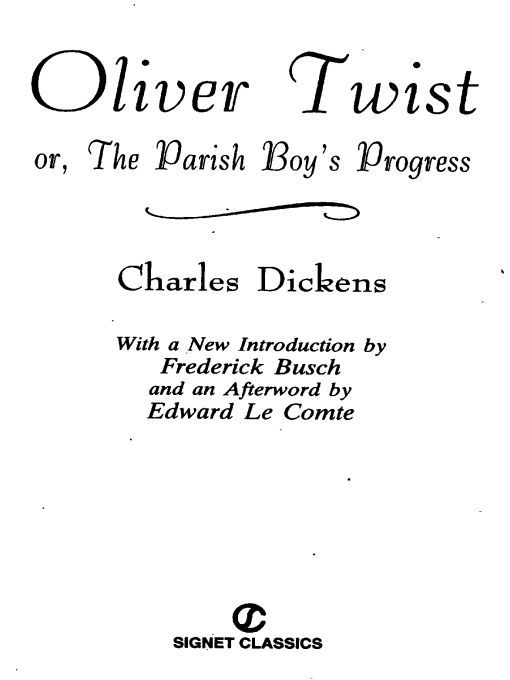 Oliver Twist
or, The Parish Boy's Progress
Charles Dickens
With a New Introduction by
Frederick Busch
and an Afterword by
Edward Le Comte
SIGNET CLASSICS